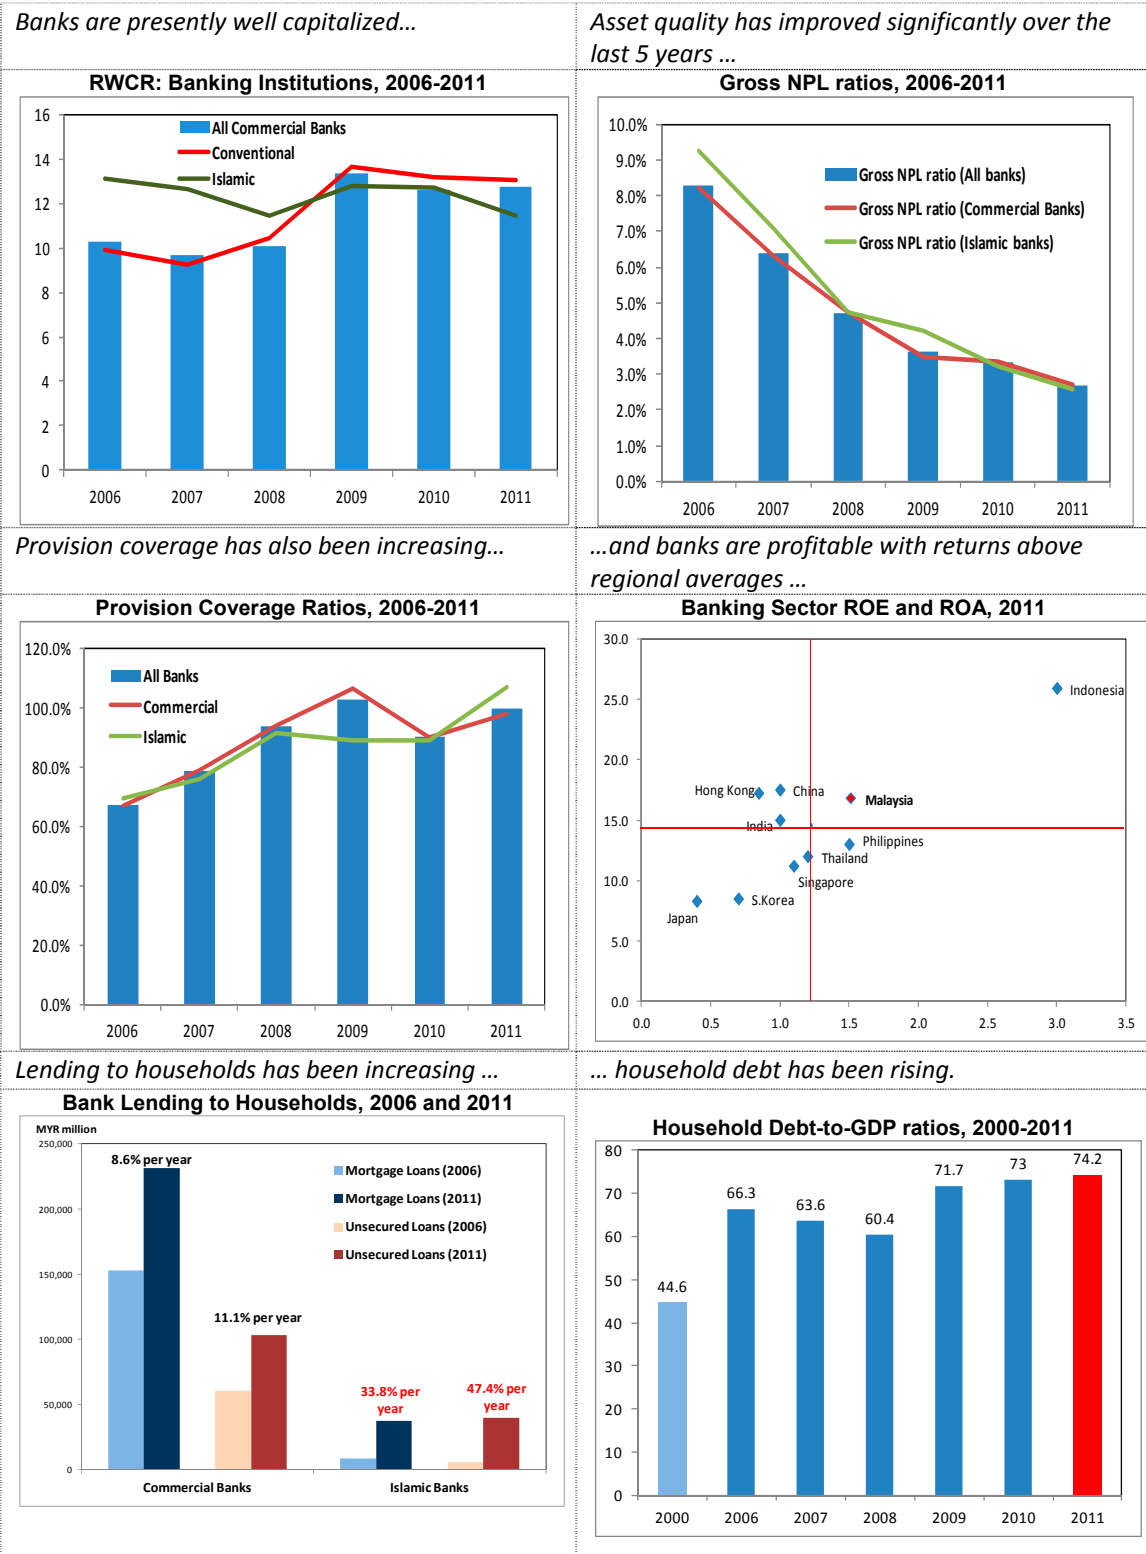 Banks are presently well capitalized…
Asset quality has improved significantly over the
last 5 years …
RWCR: Banking Institutions, 2006-2011
16
14
12
10
8
6
4
2
0
All Commercial Banks
Conventional
Islamic
2006 2007 2008 2009 2010 2011
Gross NPL ratios, 2006-2011
10.0%
9.0%
8.0%
7.0%
6.0%
5.0%
4.0%
3.0%
2.0%
1.0%
0.0%
Gross NPL ratio (All banks)
Gross NPL ratio (Commercial Banks)
Gross NPL ratio (Islamic banks)
2006 2007 2008 2009 2010 2011
Provision coverage has also been increasing…
…and banks are profitable with returns above
regional averages …
Provision Coverage Ratios, 2006-2011
120.0%
100.0%
80.0%
60.0%
40.0%
20.0%
0.0%
All Banks
Commercial
Islamic
2006 2007 2008 2009 2010 2011
Banking Sector ROE and ROA, 2011
30.0
25.0
20.0
15.0
10.0
5.0
0.0
Indonesia
Hong Kong
China
Malaysia
India
Philippines
Thailand
Singapore
S.Korea
Japan
0.0 0.5 1.0 1.5 2.0 2.5 3.0 3.5
Lending to households has been increasing …
… household debt has been rising.
Bank Lending to Households, 2006 and 2011
MYR million
250,000
200,000
150,000
100,000
50,000
0
8.6% per year
11.1% per year
33.8% per
year
47.4% per
year
Mortgage Loans (2006)
Mortgage Loans (2011)
Unsecured Loans (2006)
Unsecured Loans (2011)
Commercial Banks
Islamic Banks
Household Debt-to-GDP ratios, 2000-2011
80
70
60
50
40
30
20
10
0
44.6
66.3
63.6
60.4
71.7
73
74.2
2000 2006 2007 2008 2009 2010 2011